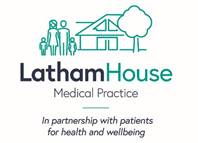 LathamHouse
Medical Practice
In partnership with patients
for health and wellbeing